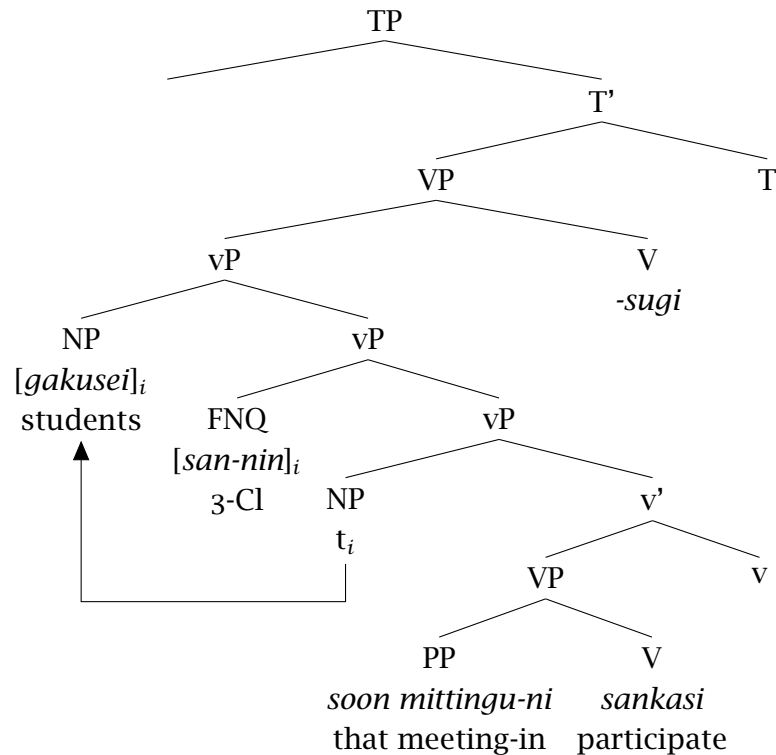 TP
T’
VP T
vP V
-sugi
NP vP
[gakusei]i
students FNQ vP
[san-nin]i
3-Cl NP v’
ti
VP v
PP V
soon mittingu-ni sankasi
that meeting-in participate